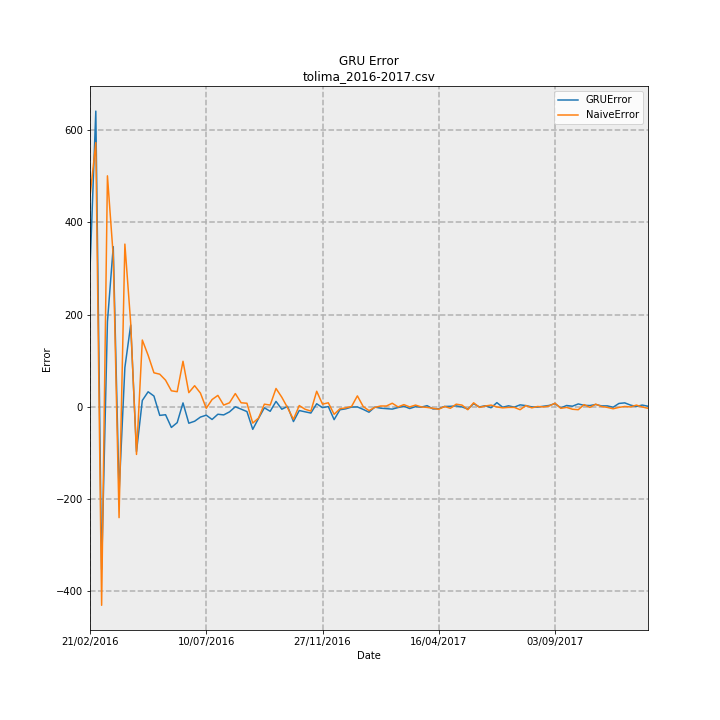 GRU Error
tolima_2016-2017.csv
GRUError
NaiveError
600
400
200
0
−200
−400
Error
21/02/2016
10/07/2016
27/11/2016
16/04/2017
03/09/2017
Date